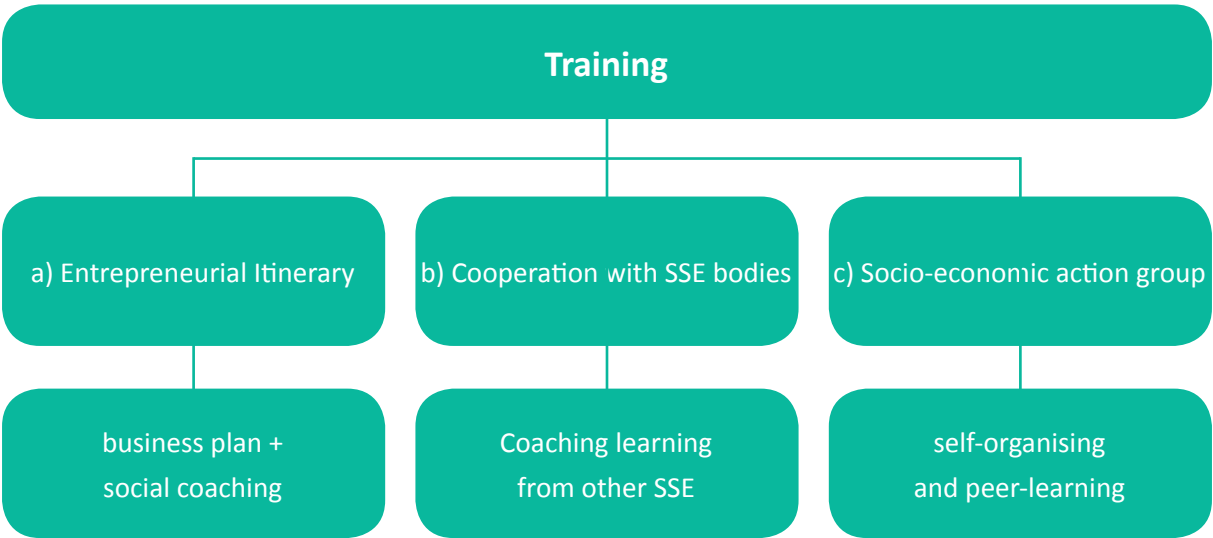 Training
a) Entrepreneurial Itinerary
b) Cooperation with SSE bodies
c) Socio-economic action group
business plan +
social coaching
Coaching learning
from other SSE
self-organising
and peer-learning